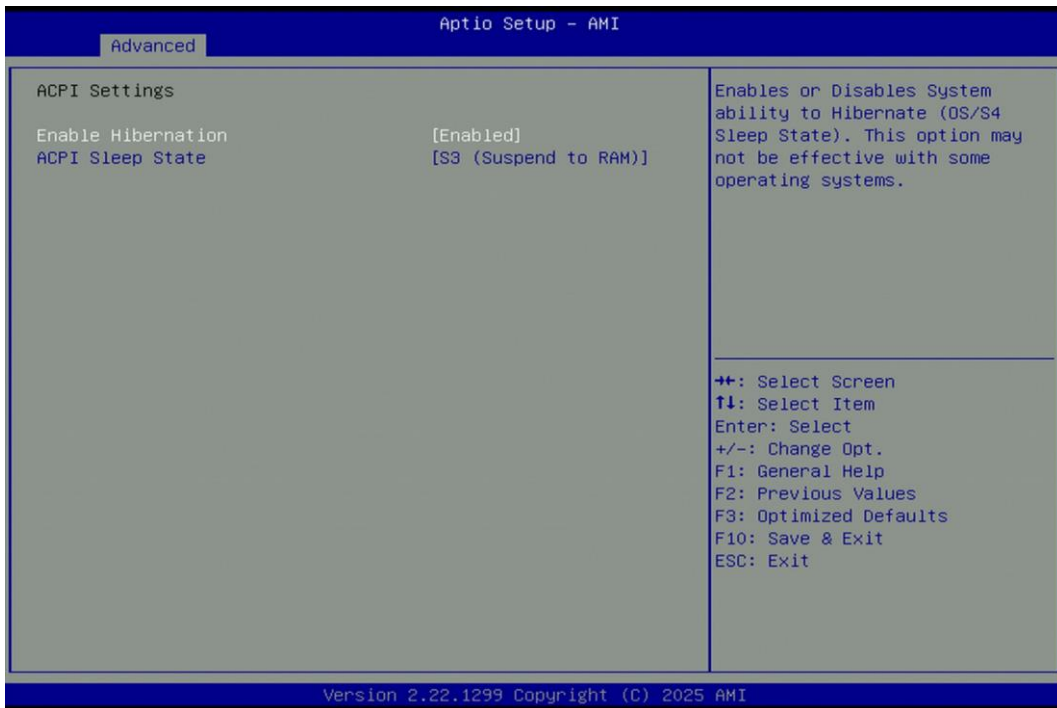 Aptio Setup – AMI
Advanced
ACPI Settings
Enable Hibernation [Enabled]
ACPI Sleep State [S3 (Suspend to RAM)]
Enables or Disables System
ability to Hibernate (OS/S4
Sleep State). This option may
not be effective with some
operating systems.
→←: Select Screen
↑↓: Select Item
Enter: Select
+/-: Change Opt.
F1: General Help
F2: Previous Values
F3: Optimized Defaults
F10: Save & Exit
ESC: Exit
Version 2.22.1299 Copyright (C) 2025 AMI